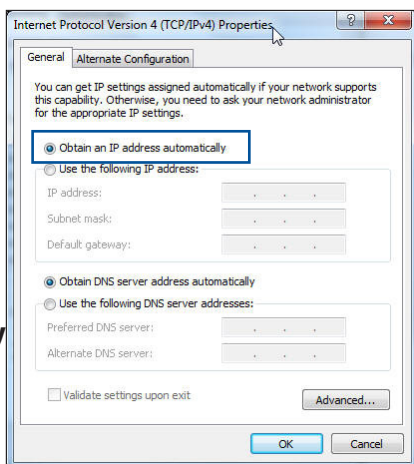 Internet Protocol Version 4 (TCP/IPv4) Properties
General Alternate Configuration
You can get IP settings assigned automatically if your network supports
this capability. Otherwise, you need to ask your network administrator
for the appropriate IP settings.
Obtain an IP address automatically
Use the following IP address:
IP address:
Subnet mask:
Default gateway:
Obtain DNS server address automatically
Use the following DNS server addresses:
Preferred DNS server:
Alternate DNS server:
Validate settings upon exit
Advanced...
OK Cancel